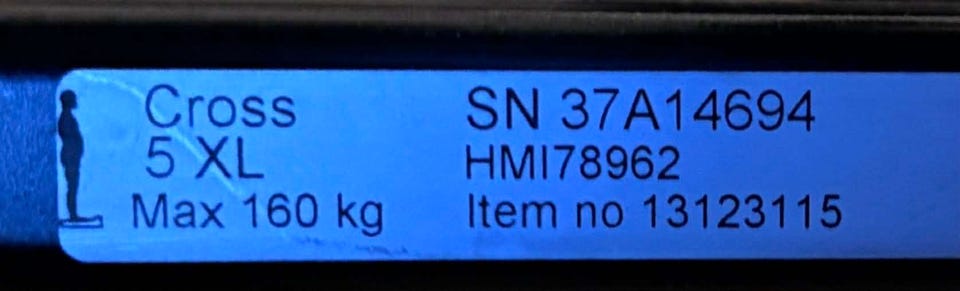 Cross
5 XL
Max 160 kg
SN 37A14694
HMI78962
Item no 13123115